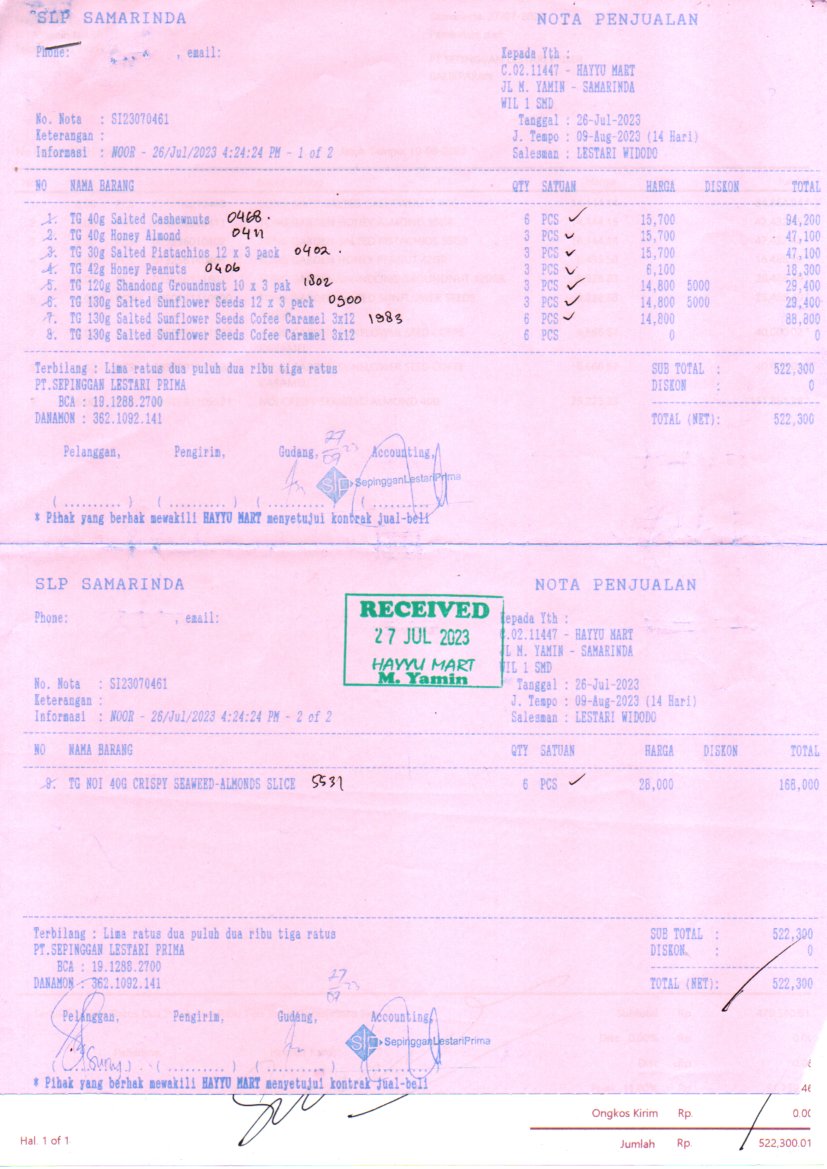 SLP SAMARINDA NOTA PENJUALAN
Phone: , email: Kepada Yth :
C.02.11447 - HAYYU MART
JL M. YAMIN - SAMARINDA
WIL 1 SMD
No. Nota : SI23070461 Tanggal : 26-Jul-2023
Keterangan : J. Tempo : 09-Aug-2023 (14 Hari)
Informasi : NOOR - 26/Jul/2023 4:24:24 PM - 1 of 2 Salesman : LESTARI WIDODO
NO NAMA BARANG QTY SATUAN HARGA DISKON TOTAL
1. TG 40g Salted Cashewnuts 0468. 6 PCS ✓ 15,700 94,200
2. TG 40g Honey Almond 0411 3 PCS ✓ 15,700 47,100
3. TG 30g Salted Pistachios 12 x 3 pack 0402. 3 PCS ✓ 15,700 47,100
4. TG 42g Honey Peanuts 0406 3 PCS ✓ 6,100 18,300
5. TG 120g Shandong Groundnust 10 x 3 pak 1802 3 PCS ✓ 14,800 5000 29,400
6. TG 130g Salted Sunflower Seeds 12 x 3 pack 0900 3 PCS ✓ 14,800 5000 29,400
7. TG 130g Salted Sunflower Seeds Cofee Caramel 3x12 1983 6 PCS ✓ 14,800 88,800
8. TG 130g Salted Sunflower Seeds Cofee Caramel 3x12 6 PCS 0 0
Terbilang : Lima ratus dua puluh dua ribu tiga ratus SUB TOTAL : 522,300
PT.SEPINGGAN LESTARI PRIMA DISKON : 0
BCA : 19.1288.2700
DANAMON : 362.1092.141 TOTAL (NET): 522,300
Pelanggan, Pengirim, Gudang, 27/09 23 Accounting,
SLP SepingganLestariPrima
( .......... ) ( .......... ) ( .......... ) ( ..........
* Pihak yang berhak mewakili HAYYU MART menyetujui kontrak jual-beli
SLP SAMARINDA NOTA PENJUALAN
Phone: , email: Kepada Yth :
RECEIVED
27 JUL 2023
HAYYU MART
M. Yamin
C.02.11447 - HAYYU MART
JL M. YAMIN - SAMARINDA
WIL 1 SMD
No. Nota : SI23070461 Tanggal : 26-Jul-2023
Keterangan : J. Tempo : 09-Aug-2023 (14 Hari)
Informasi : NOOR - 26/Jul/2023 4:24:24 PM - 2 of 2 Salesman : LESTARI WIDODO
NO NAMA BARANG QTY SATUAN HARGA DISKON TOTAL
9. TG NOI 40G CRISPY SEAWEED-ALMONDS SLICE 5531 6 PCS ✓ 28,000 168,000
Terbilang : Lima ratus dua puluh dua ribu tiga ratus SUB TOTAL : 522,300
PT.SEPINGGAN LESTARI PRIMA DISKON. : 0
BCA : 19.1288.2700
DANAMON : 362.1092.141 TOTAL (NET): 522,300
Pelanggan, Pengirim, Gudang, 27/09 23 Accounting,
SLP SepingganLestariPrima
( .......... ) ( .......... ) ( ..........
* Pihak yang berhak mewakili HAYYU MART menyetujui kontrak jual-beli
46
Ongkos Kirim Rp. 0.00
Hal. 1 of 1 Jumlah Rp. 522,300.01